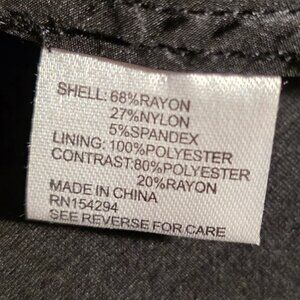 SHELL: 68%RAYON
27%NYLON
5%SPANDEX
LINING: 100%POLYESTER
CONTRAST:80%POLYESTER
20%RAYON
MADE IN CHINA
RN154294
SEE REVERSE FOR CARE